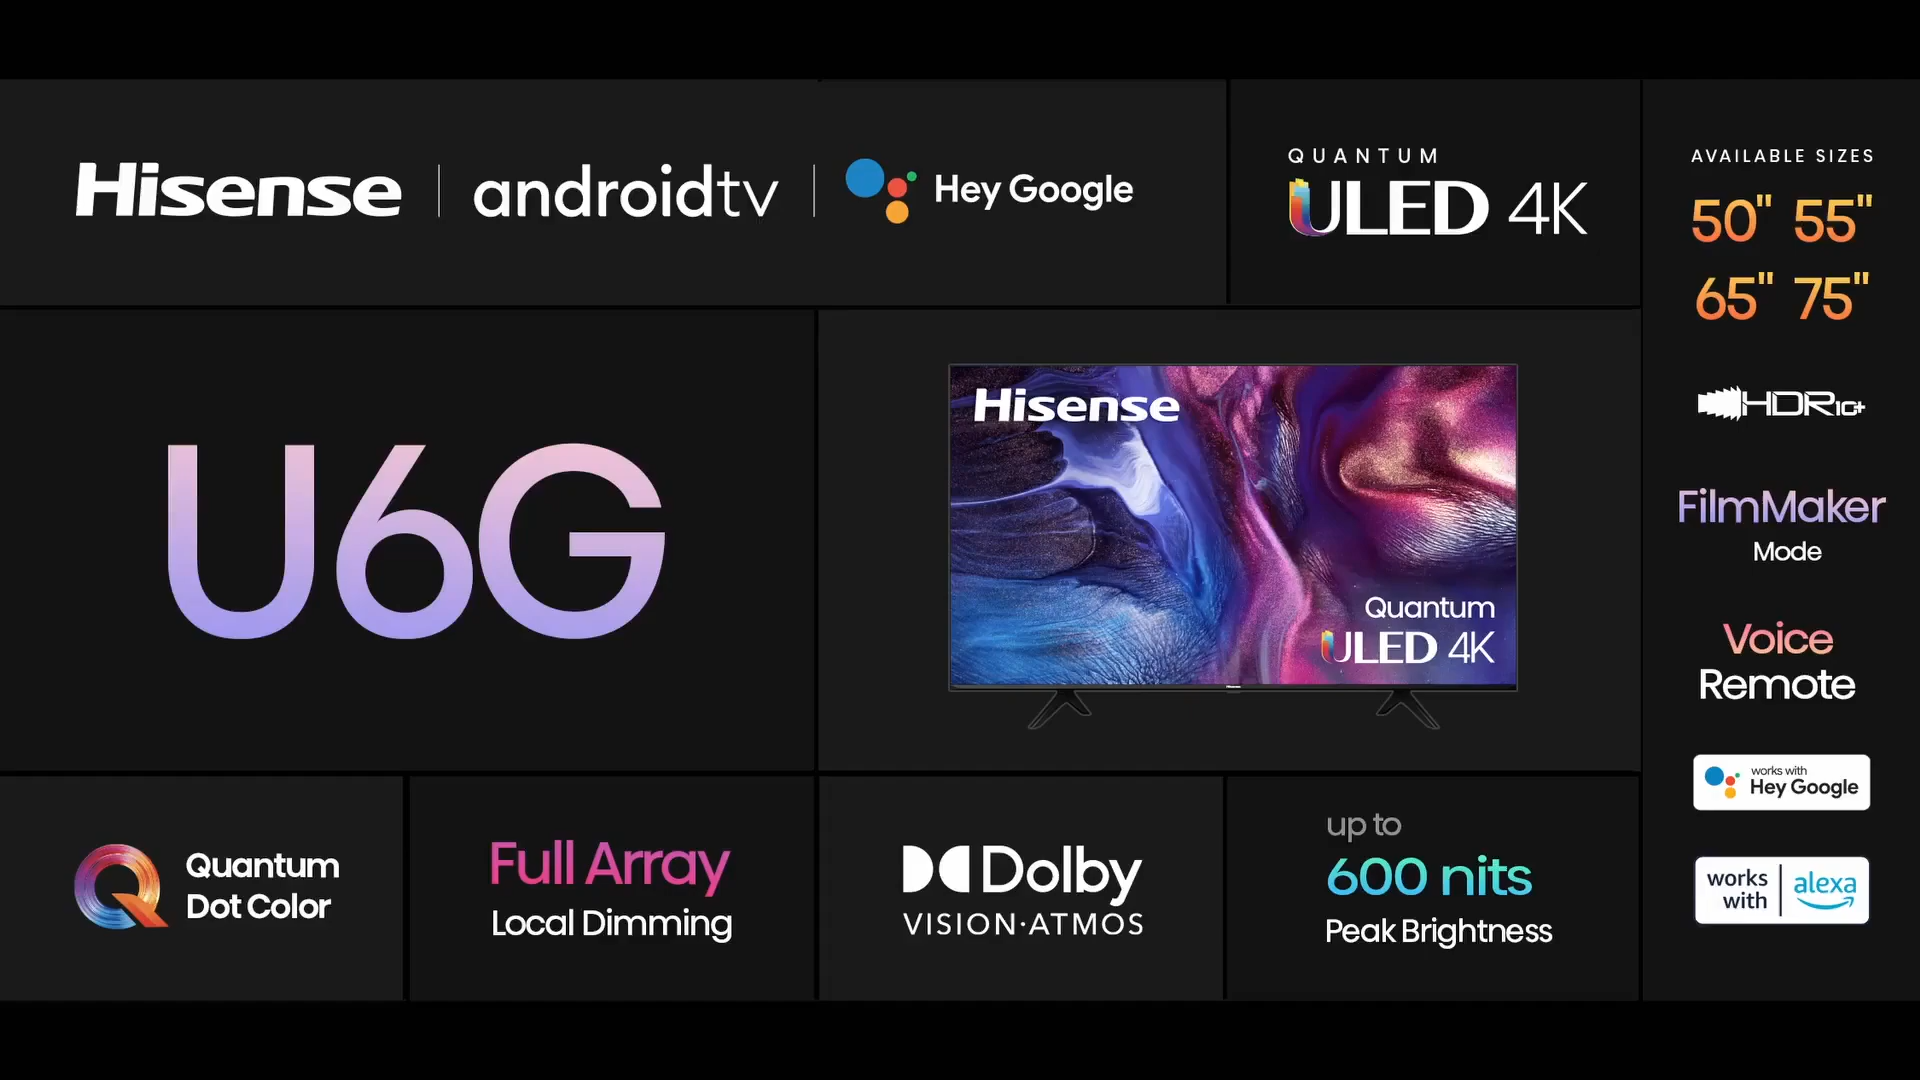 Hisense
androidtv
Hey Google
QUANTUM
ULED 4K
AVAILABLE SIZES
50" 55"
65" 75"
HDR10+
FilmMaker
Mode
Voice
Remote
works with
Hey Google
works
with
alexa
U6G
Hisense
Quantum
ULED 4K
Hisense
Quantum
Dot Color
Full Array
Local Dimming
Dolby
VISION·ATMOS
up to
600 nits
Peak Brightness